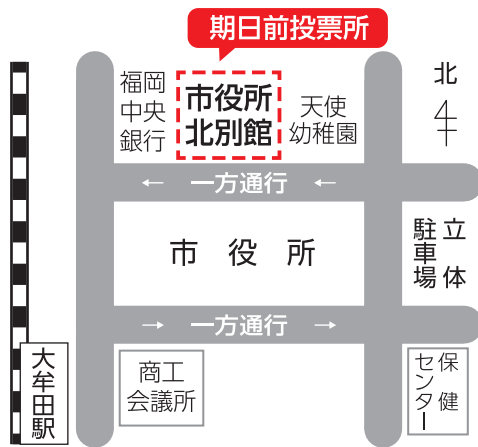 期日前投票所
福岡
中央
銀行
市役所
北別館
天使
幼稚園
北
← 一方通行 ←
市役所
立体
駐車場
→ 一方通行 →
大牟田駅
商工
会議所
保健
センター